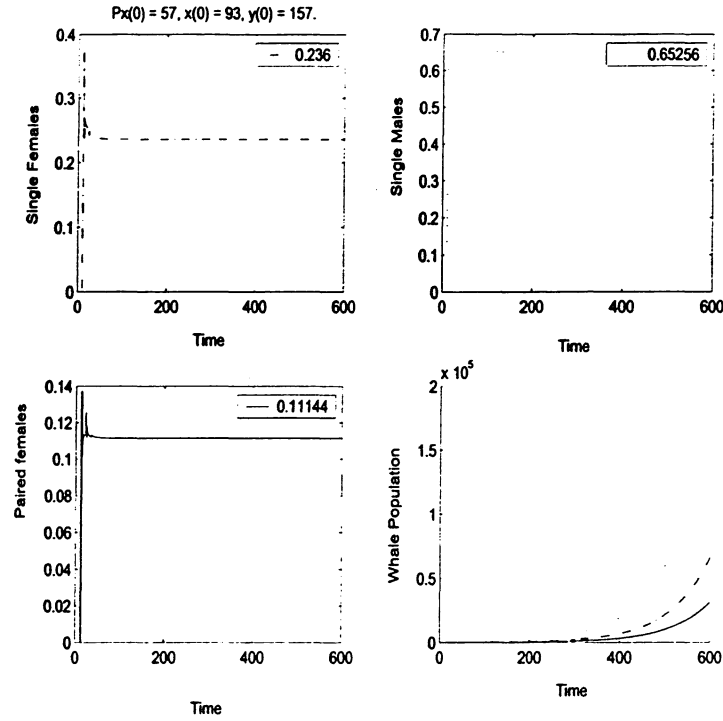 Px(0) = 57, x(0) = 93, y(0) = 157.
0.4
0.3
0.2
0.1
0
Single Females
0.236
0 200 400 600
Time
0.7
0.6
0.5
0.4
0.3
0.2
0.1
0
Single Males
0.65256
0 200 400 600
Time
0.14
0.12
0.1
0.08
0.06
0.04
0.02
0
Paired females
0.11144
0 200 400 600
Time
x 10^5
2
1.5
1
0.5
0
Whale Population
0 200 400 600
Time